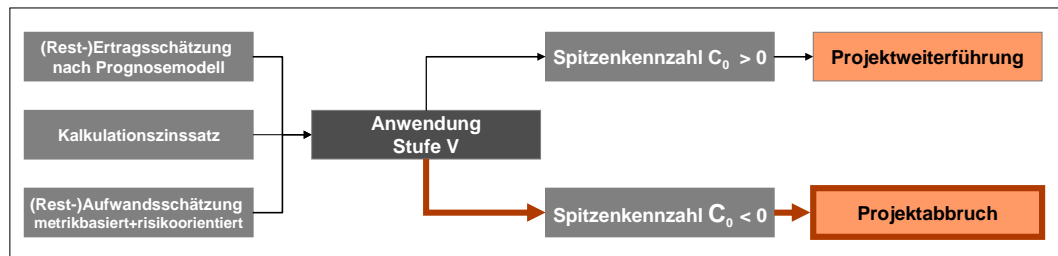 (Rest-)Ertragsschätzung
nach Prognosemodell
Kalkulationszinssatz
(Rest-)Aufwandsschätzung
metrikbasiert+risikoorientiert
Anwendung
Stufe V
Spitzenkennzahl C₀ > 0
Projektweiterführung
Spitzenkennzahl C₀ < 0
Projektabbruch